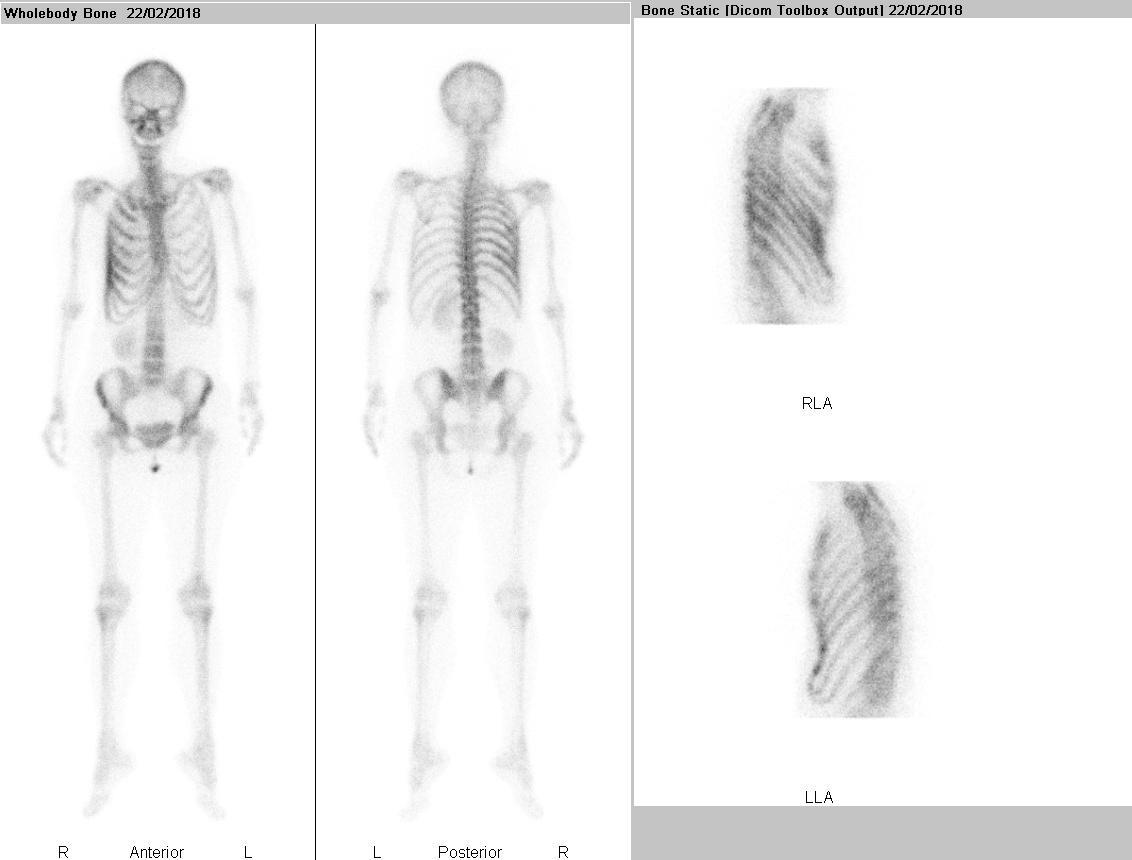 Wholebody Bone 22/02/2018
Bone Static [Dicom Toolbox Output] 22/02/2018
RLA
LLA
R Anterior L
L Posterior R